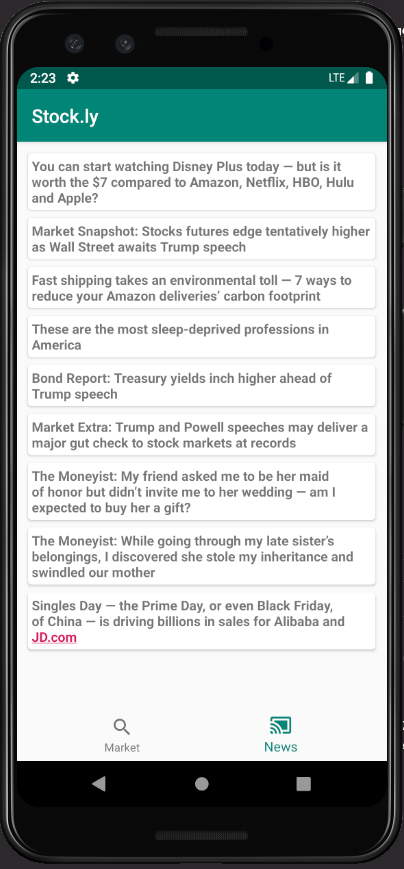 2:23 LTE
Stock.ly
You can start watching Disney Plus today — but is it
worth the $7 compared to Amazon, Netflix, HBO, Hulu
and Apple?
Market Snapshot: Stocks futures edge tentatively higher
as Wall Street awaits Trump speech
Fast shipping takes an environmental toll — 7 ways to
reduce your Amazon deliveries’ carbon footprint
These are the most sleep-deprived professions in
America
Bond Report: Treasury yields inch higher ahead of
Trump speech
Market Extra: Trump and Powell speeches may deliver a
major gut check to stock markets at records
The Moneyist: My friend asked me to be her maid
of honor but didn’t invite me to her wedding — am I
expected to buy her a gift?
The Moneyist: While going through my late sister’s
belongings, I discovered she stole my inheritance and
swindled our mother
Singles Day — the Prime Day, or even Black Friday,
of China — is driving billions in sales for Alibaba and
JD.com
Market News